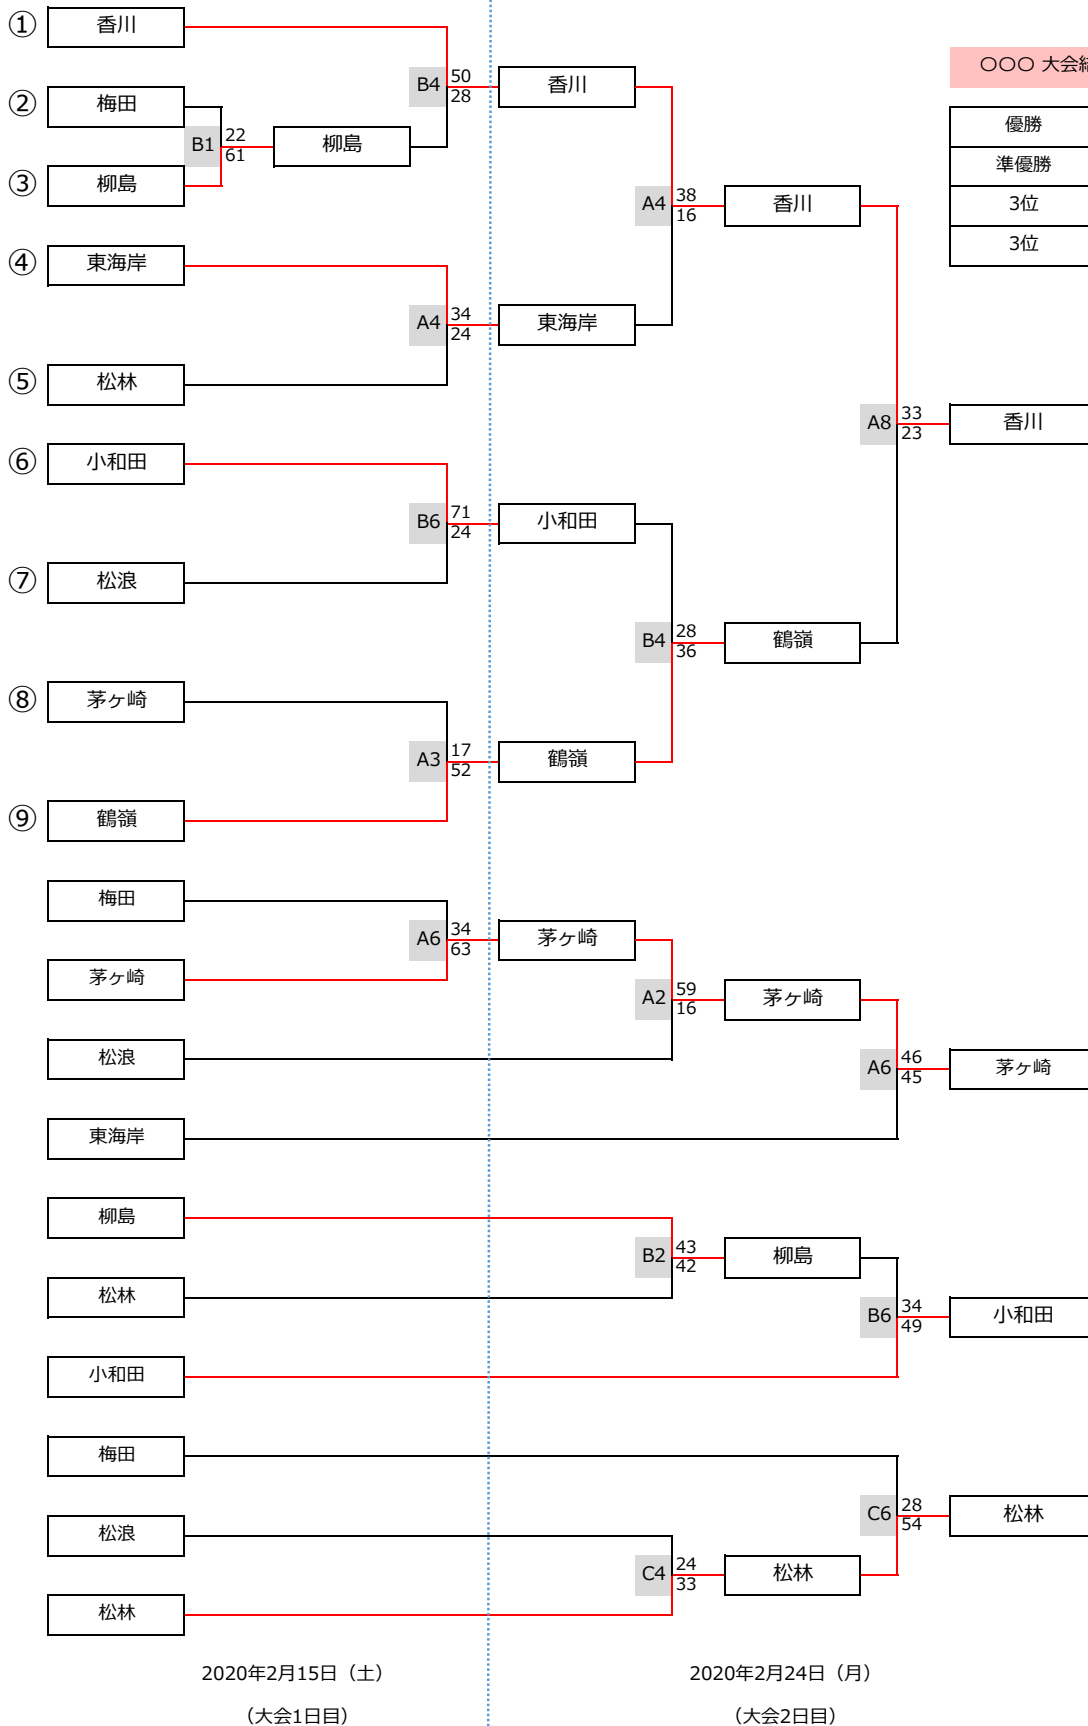 ① 香川
② 梅田
③ 柳島
B1 22 61
柳島
B4 50 28
香川
④ 東海岸
⑤ 松林
A4 34 24
東海岸
A4 38 16
香川
⑥ 小和田
⑦ 松浪
B6 71 24
小和田
⑧ 茅ヶ崎
⑨ 鶴嶺
A3 17 52
鶴嶺
B4 28 36
鶴嶺
A8 33 23
香川
〇〇〇 大会結
優勝
準優勝
3位
3位
梅田
茅ヶ崎
A6 34 63
茅ヶ崎
松浪
A2 59 16
茅ヶ崎
東海岸
A6 46 45
茅ヶ崎
柳島
松林
B2 43 42
柳島
小和田
B6 34 49
小和田
梅田
松浪
松林
C4 24 33
松林
C6 28 54
松林
2020年2月15日（土）
（大会1日目）
2020年2月24日（月）
（大会2日目）